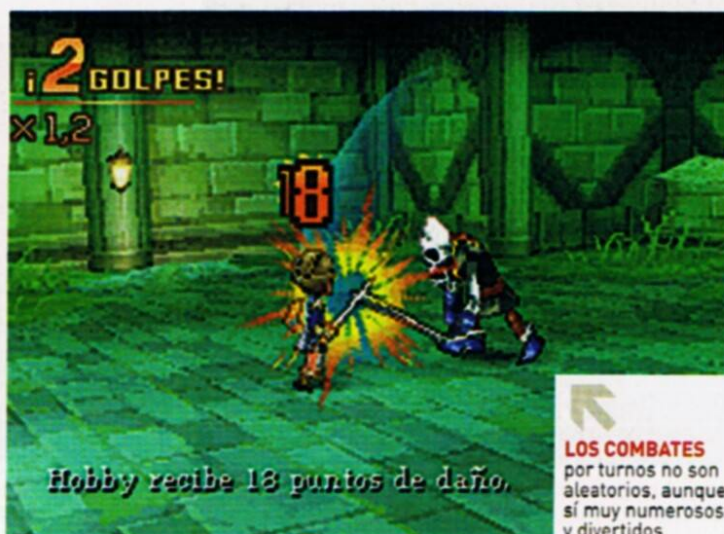 ¡2 GOLPES!
×1,2
18
Hobby recibe 18 puntos de daño.
LOS COMBATES
por turnos no son
aleatorios, aunque
sí muy numerosos
y divertidos